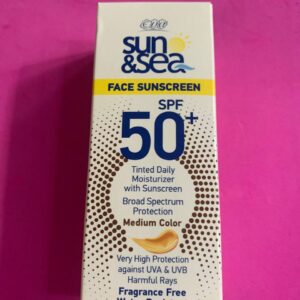 EVA
sun
&sea
FACE SUNSCREEN
SPF
50+
Tinted Daily
Moisturizer
with Sunscreen
Broad Spectrum
Protection
Medium Color
Very High Protection
against UVA & UVB
Harmful Rays
Fragrance Free